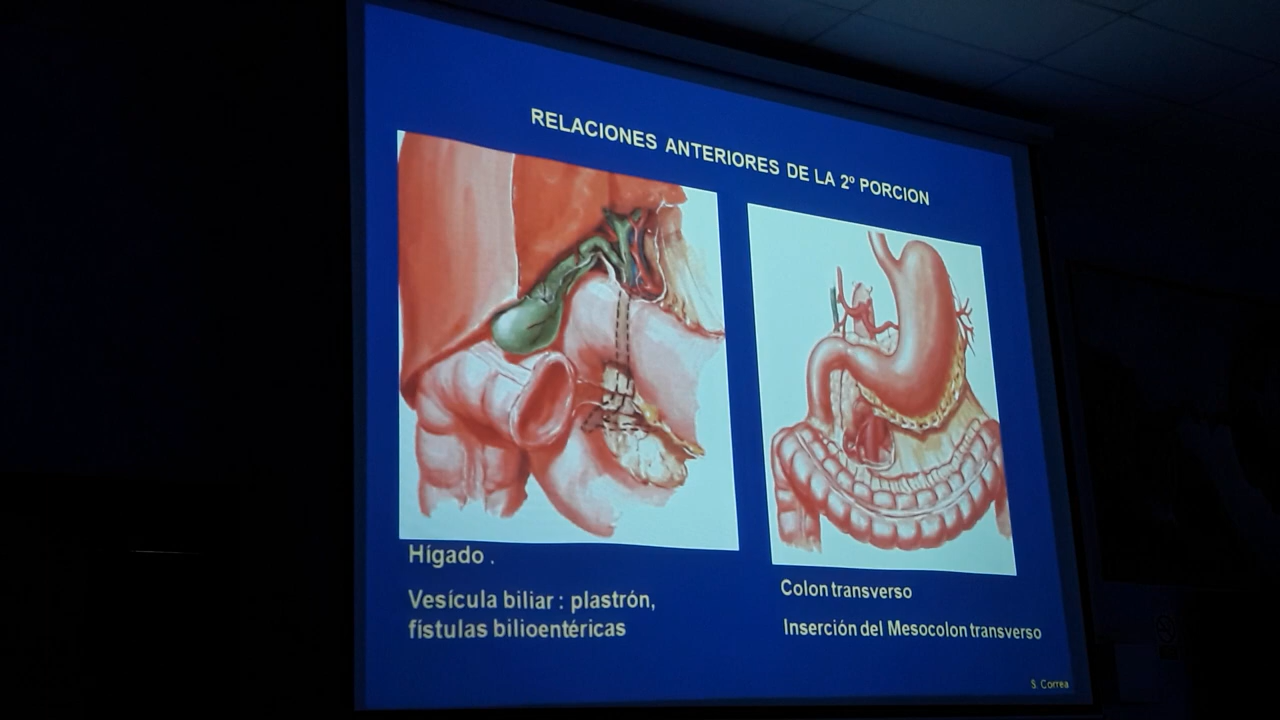 RELACIONES ANTERIORES DE LA 2º PORCION
Hígado .
Vesícula biliar : plastrón,
fístulas bilioentéricas
Colon transverso
Inserción del Mesocolon transverso
S. Correa